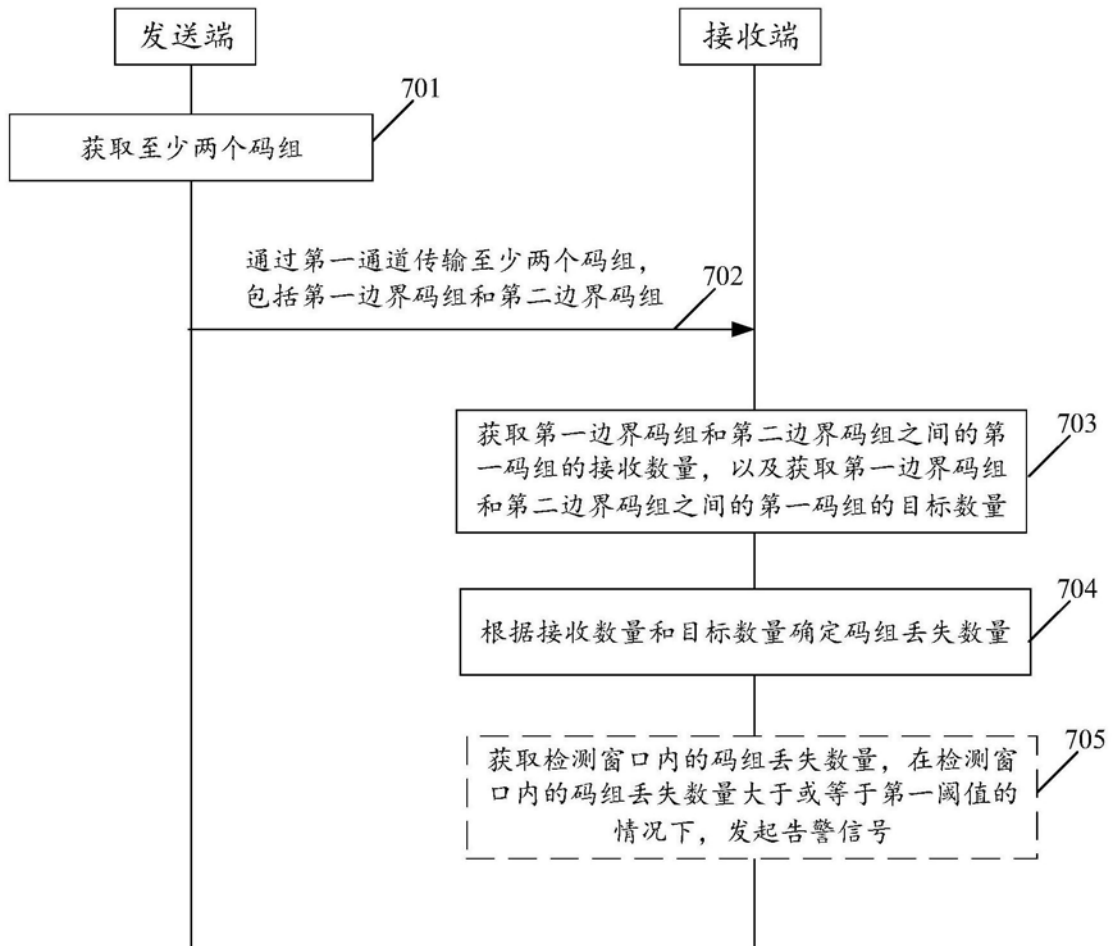 发送端
接收端
701
获取至少两个码组
通过第一通道传输至少两个码组，
包括第一边界码组和第二边界码组
702
703
获取第一边界码组和第二边界码组之间的第
一码组的接收数量，以及获取第一边界码组
和第二边界码组之间的第一码组的目标数量
704
根据接收数量和目标数量确定码组丢失数量
705
获取检测窗口内的码组丢失数量，在检测窗
口内的码组丢失数量大于或等于第一阈值的
情况下，发起告警信号